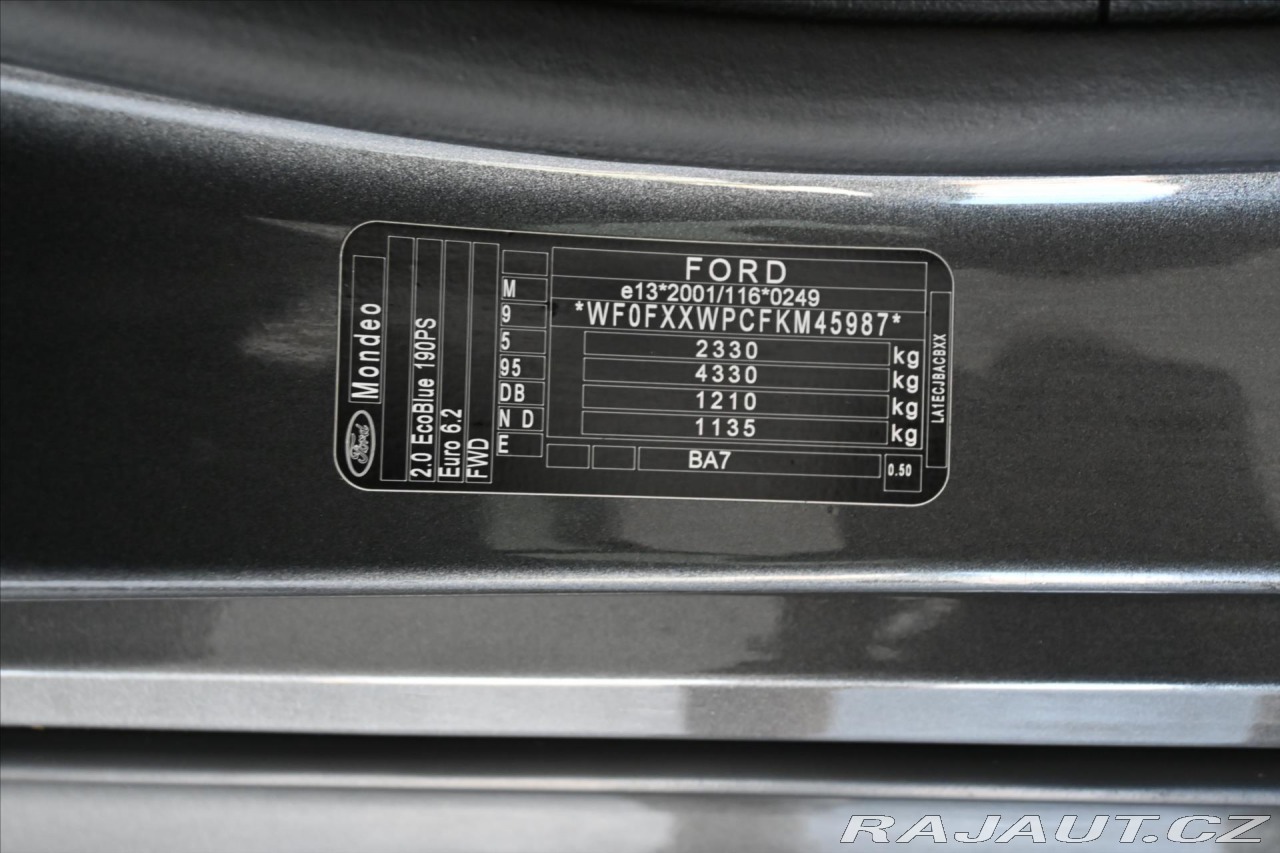 FORD
e13*2001/116*0249
*WF0FXXWPCFKM45987*
2330 kg
4330 kg
1210 kg
1135 kg
BA7
0.50
M
9
5
95
DB
N D
E
Mondeo
Ford
2.0 EcoBlue 190PS
Euro 6.2
FWD
LA1ECJBACBXX
RAJAUT.CZ